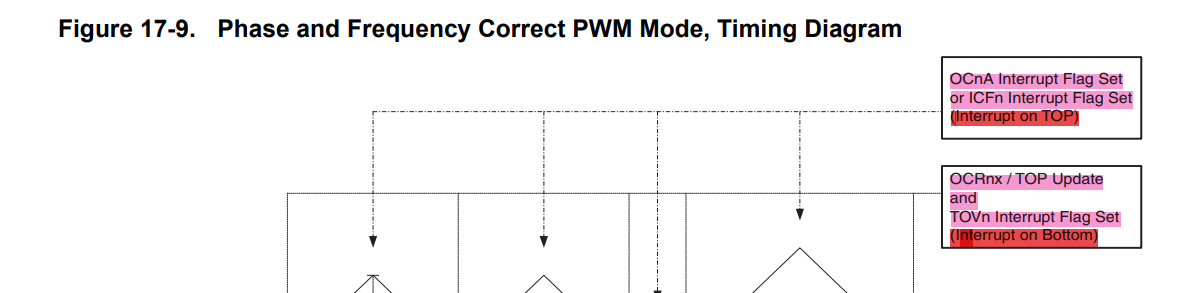 Figure 17-9. Phase and Frequency Correct PWM Mode, Timing Diagram
OCnA Interrupt Flag Set
or ICFn Interrupt Flag Set
(Interrupt on TOP)
OCRnx / TOP Update
and
TOVn Interrupt Flag Set
(Interrupt on Bottom)